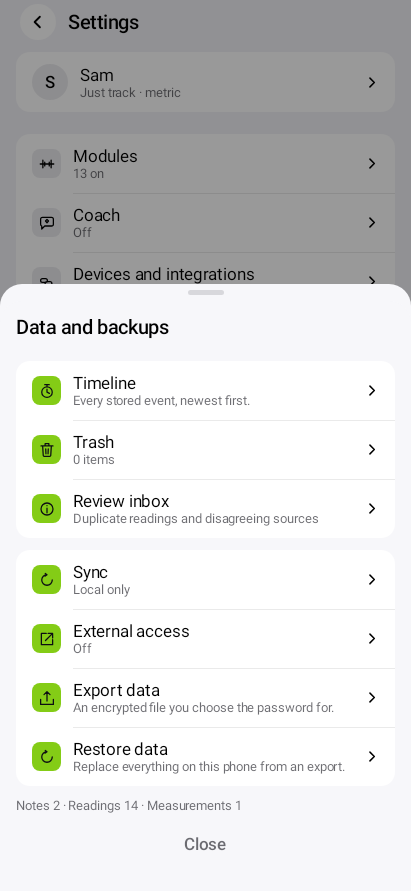 Settings
S
Sam
Just track · metric
Modules
13 on
Coach
Off
Devices and integrations
Data and backups
Timeline
Every stored event, newest first.
Trash
0 items
Review inbox
Duplicate readings and disagreeing sources
Sync
Local only
External access
Off
Export data
An encrypted file you choose the password for.
Restore data
Replace everything on this phone from an export.
Notes 2 · Readings 14 · Measurements 1
Close